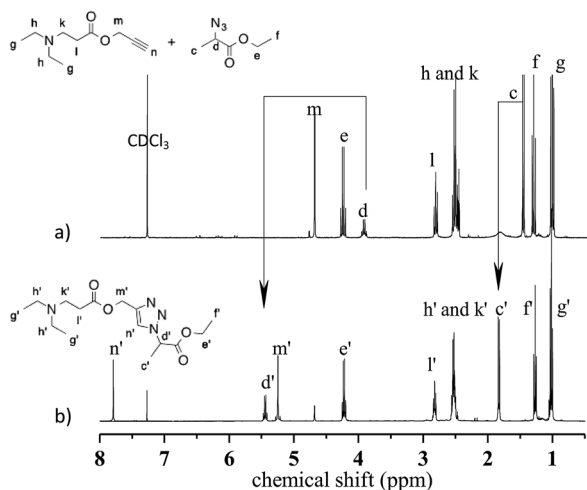 h k O m
g N O
l n
h g
+
N3 O f
c d O e
CDCl3
m e d l h and k c f g
a)
h' k' O m'
g' N O N N
l' n' N
h' g' d' O f'
c' O e'
b)
n' d' m' e' l' h' and k' c' f' g'
8 7 6 5 4 3 2 1
chemical shift (ppm)